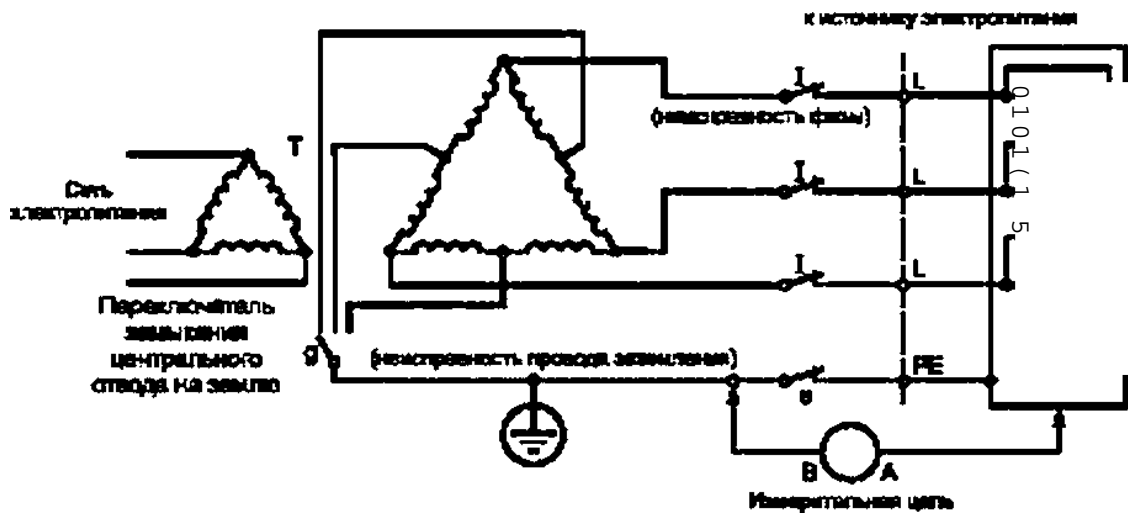 к источнику электропитания
I
L
(неисправность фазы)
T
Сеть
электропитания
I
L
I
L
Переключатель
замыкания
центрального
отвода на землю
g
(неисправность провода заземления)
e
PE
B
A
Измерительная цепь